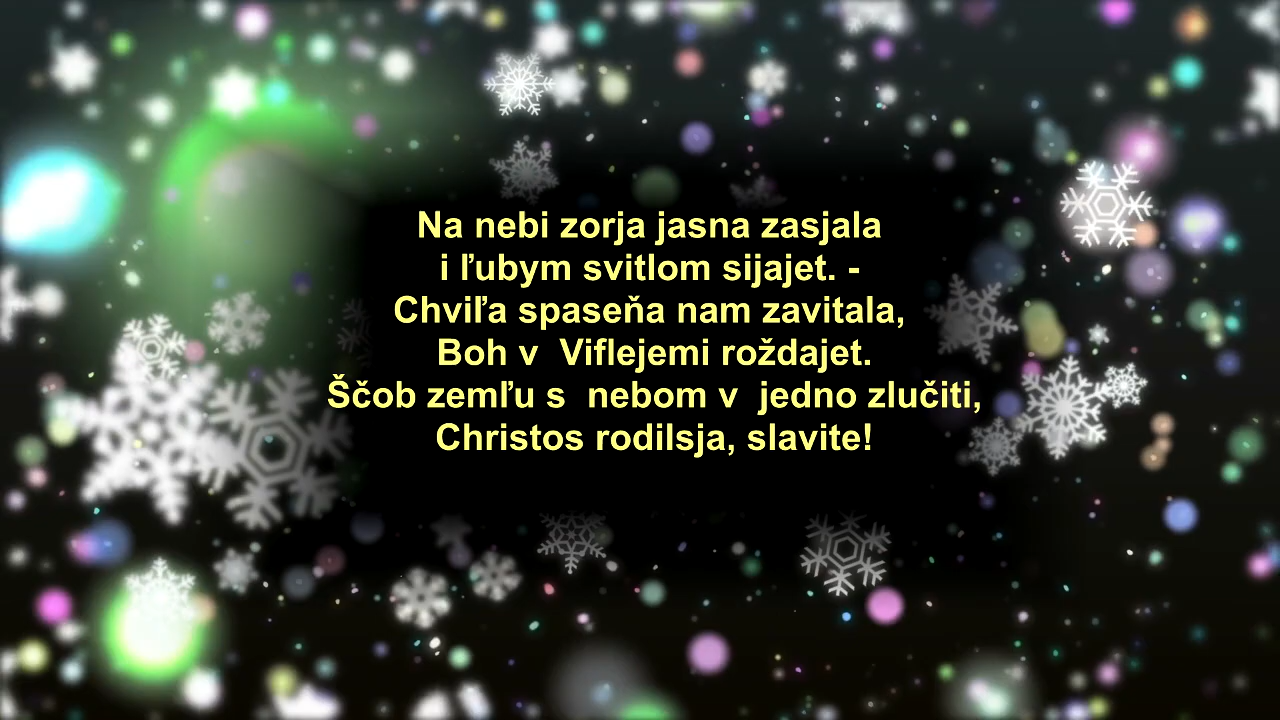 Na nebi zorja jasna zasjala
i ľubym svitlom sijajet. -
Chviľa spaseňa nam zavitala,
Boh v  Viflejemi roždajet.
Ščob zemľu s  nebom v  jedno zlučiti,
Christos rodilsja, slavite!